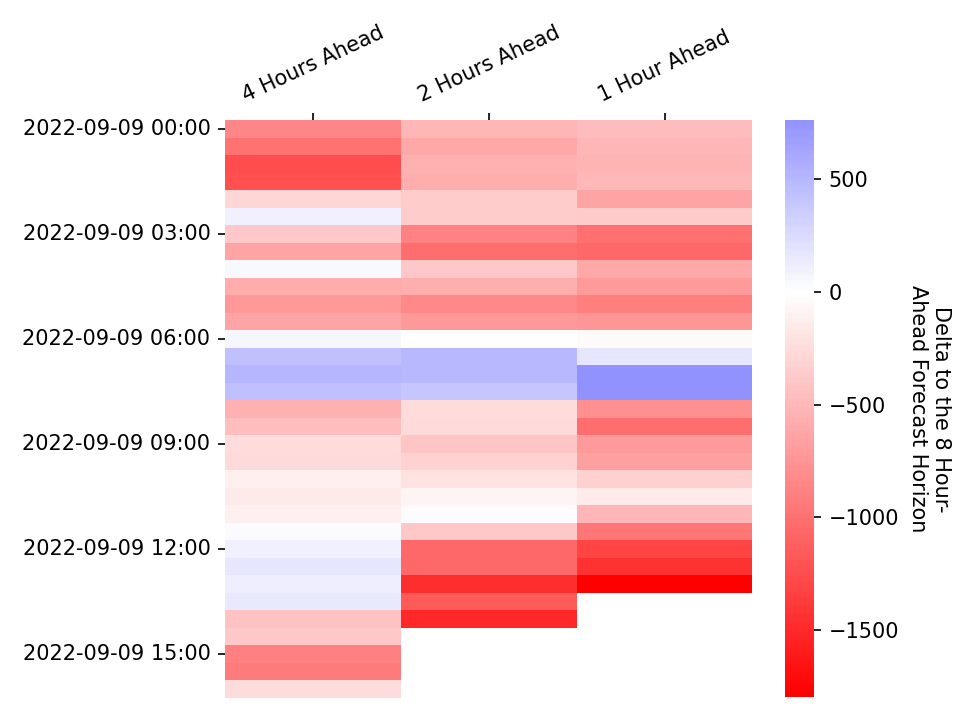 4 Hours Ahead
2 Hours Ahead
1 Hour Ahead
2022-09-09 00:00
2022-09-09 03:00
2022-09-09 06:00
2022-09-09 09:00
2022-09-09 12:00
2022-09-09 15:00
500
0
−500
−1000
−1500
Delta to the 8 Hour-
Ahead Forecast Horizon